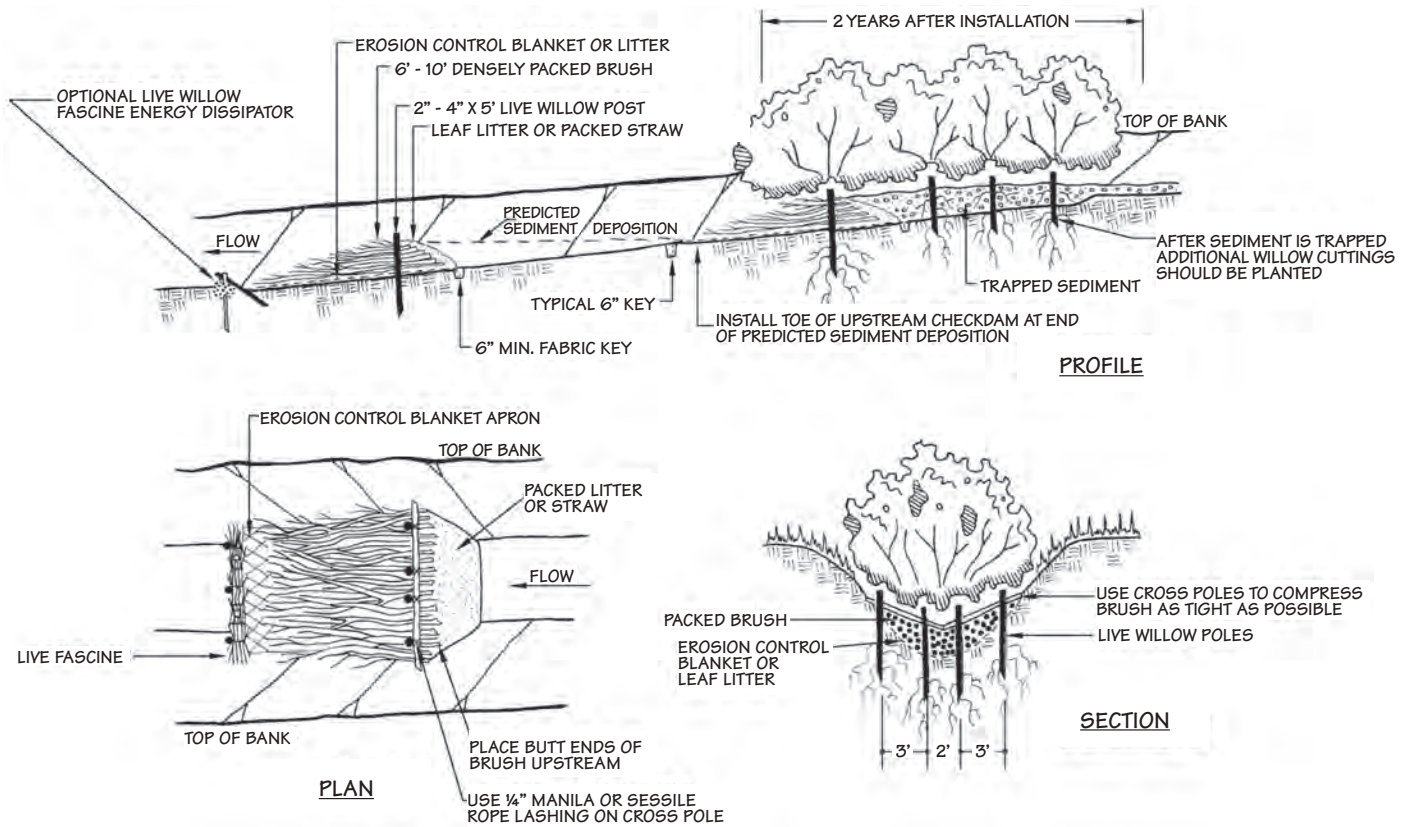 2 YEARS AFTER INSTALLATION
EROSION CONTROL BLANKET OR LITTER
6' - 10' DENSELY PACKED BRUSH
OPTIONAL LIVE WILLOW
FASCINE ENERGY DISSIPATOR
2" - 4" X 5' LIVE WILLOW POST
LEAF LITTER OR PACKED STRAW
TOP OF BANK
FLOW
PREDICTED
SEDIMENT DEPOSITION
AFTER SEDIMENT IS TRAPPED
ADDITIONAL WILLOW CUTTINGS
SHOULD BE PLANTED
TRAPPED SEDIMENT
TYPICAL 6" KEY
INSTALL TOE OF UPSTREAM CHECKDAM AT END
OF PREDICTED SEDIMENT DEPOSITION
6" MIN. FABRIC KEY
PROFILE
EROSION CONTROL BLANKET APRON
TOP OF BANK
PACKED LITTER
OR STRAW
FLOW
LIVE FASCINE
TOP OF BANK
PLACE BUTT ENDS OF
BRUSH UPSTREAM
PLAN
USE ¼" MANILA OR SESSILE
ROPE LASHING ON CROSS POLE
USE CROSS POLES TO COMPRESS
BRUSH AS TIGHT AS POSSIBLE
PACKED BRUSH
LIVE WILLOW POLES
EROSION CONTROL
BLANKET OR
LEAF LITTER
SECTION
3' 2' 3'